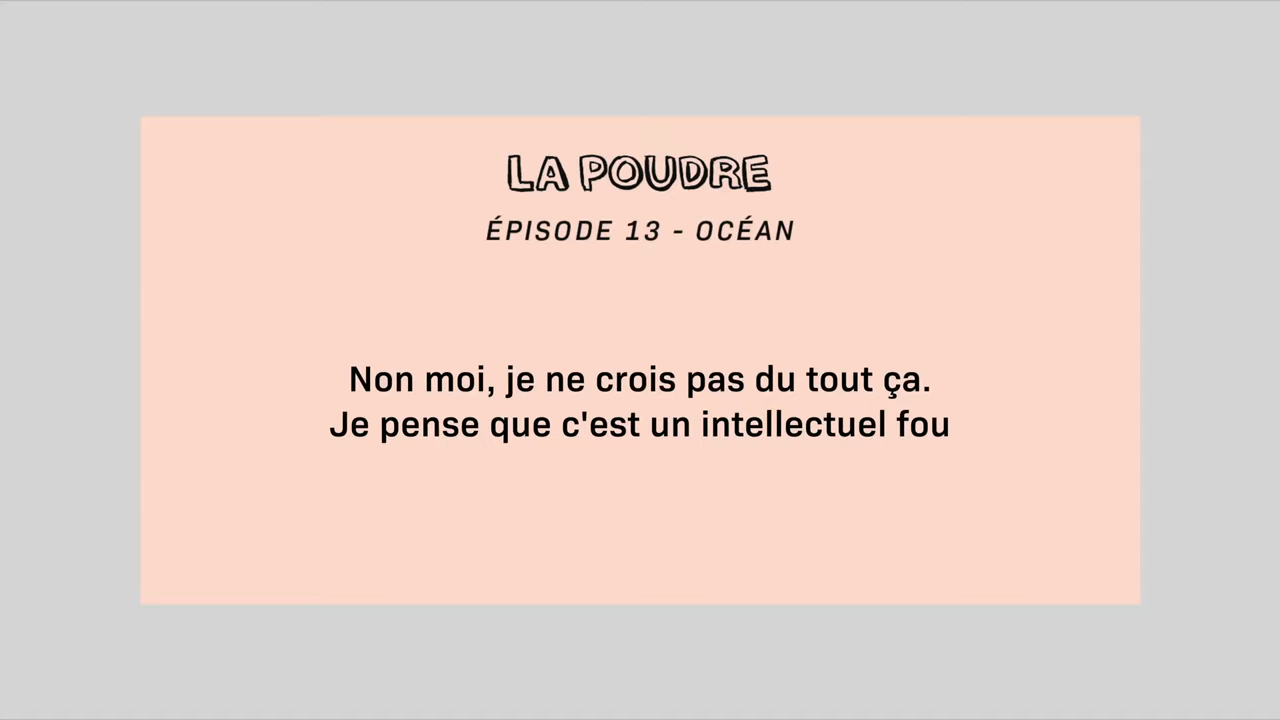 LA POUDRE
ÉPISODE 13 - OCÉAN
Non moi, je ne crois pas du tout ça.
Je pense que c'est un intellectuel fou